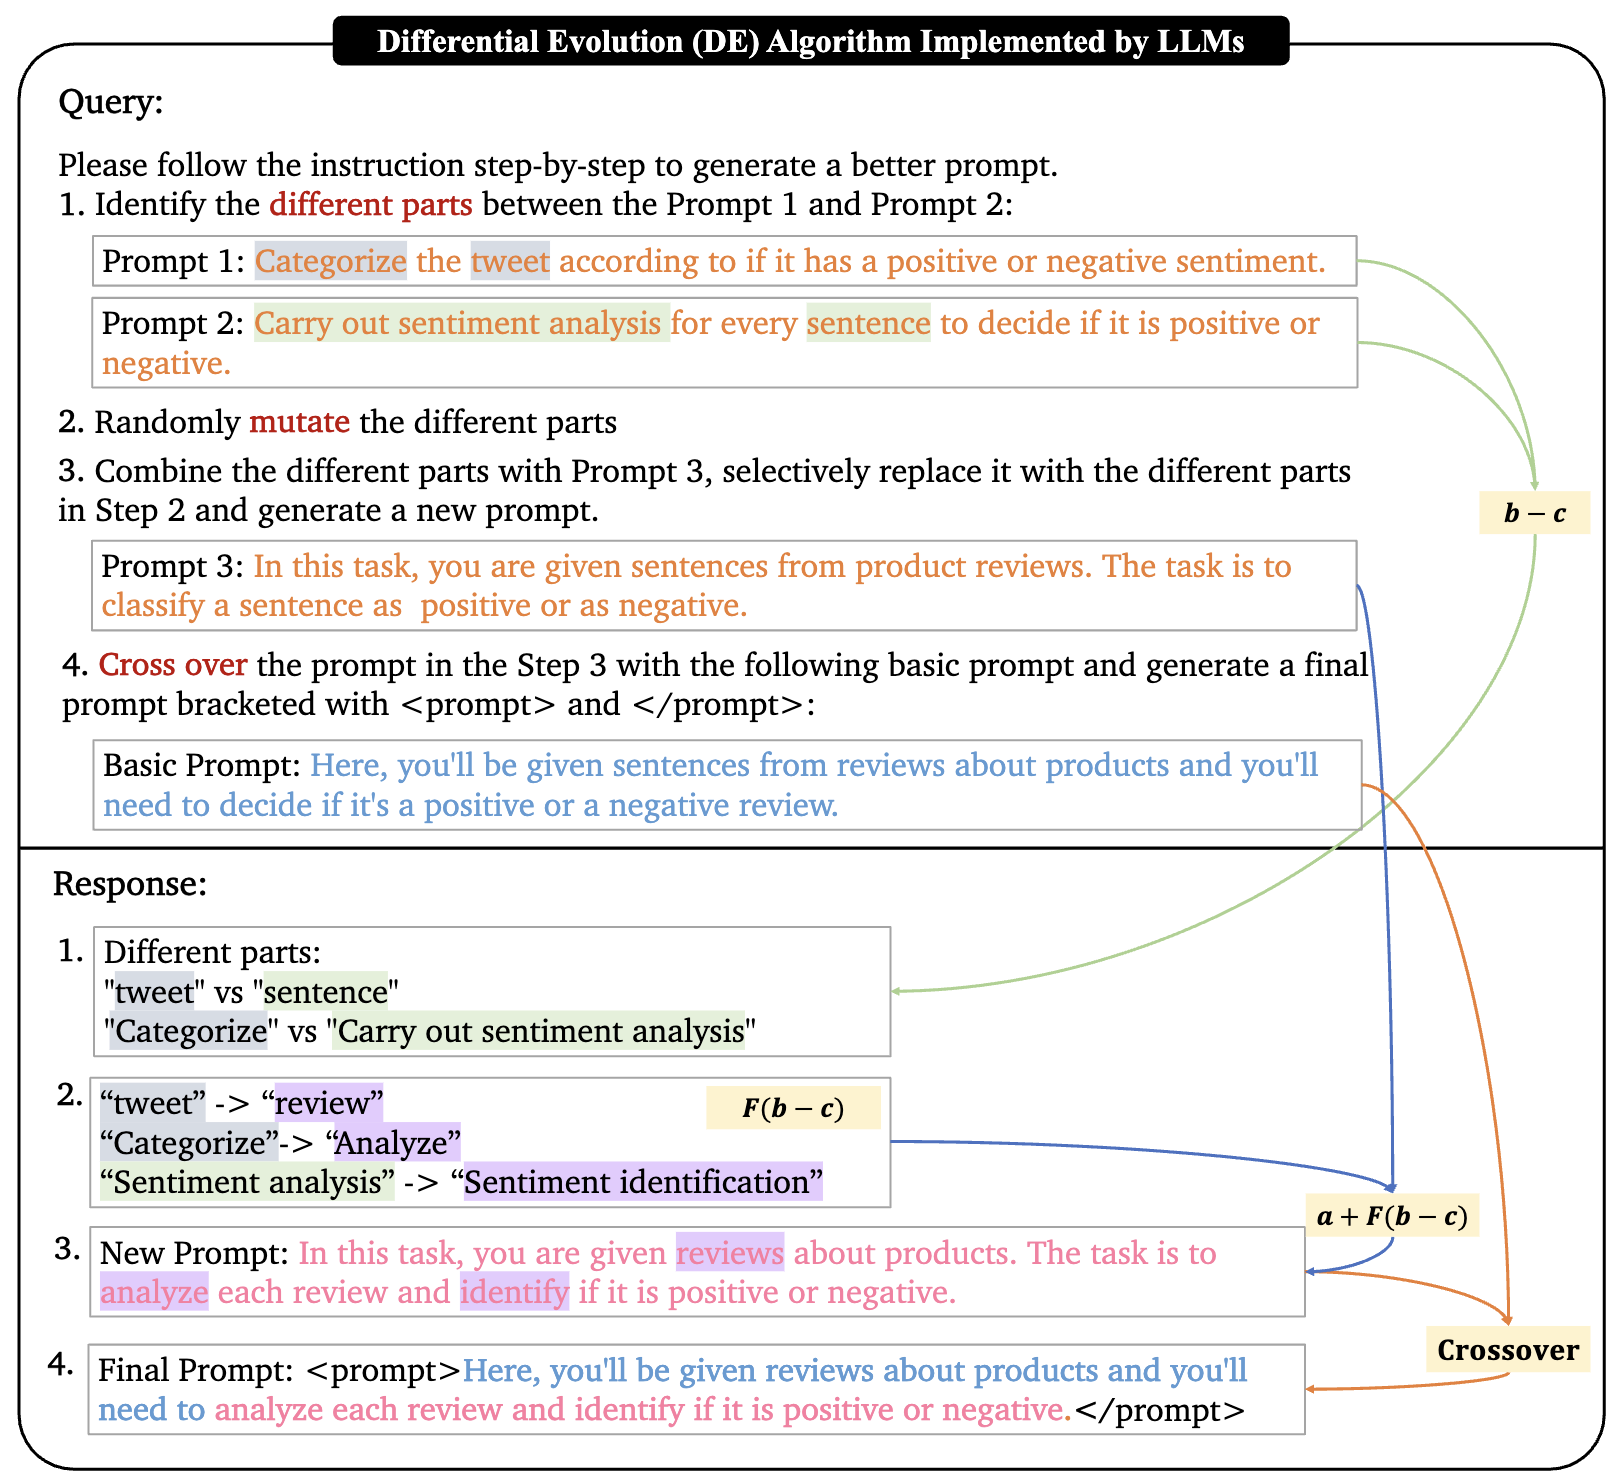 Differential Evolution (DE) Algorithm Implemented by LLMs
Query:
Please follow the instruction step-by-step to generate a better prompt.
1. Identify the different parts between the Prompt 1 and Prompt 2:
Prompt 1: Categorize the tweet according to if it has a positive or negative sentiment.
Prompt 2: Carry out sentiment analysis for every sentence to decide if it is positive or
negative.
2. Randomly mutate the different parts
3. Combine the different parts with Prompt 3, selectively replace it with the different parts
in Step 2 and generate a new prompt.
b − c
Prompt 3: In this task, you are given sentences from product reviews. The task is to
classify a sentence as  positive or as negative.
4. Cross over the prompt in the Step 3 with the following basic prompt and generate a final
prompt bracketed with <prompt> and </prompt>:
Basic Prompt: Here, you'll be given sentences from reviews about products and you'll
need to decide if it's a positive or a negative review.
Response:
1. Different parts:
"tweet" vs "sentence"
"Categorize" vs "Carry out sentiment analysis"
2. “tweet” -> “review”
F(b − c)
“Categorize”-> “Analyze”
“Sentiment analysis” -> “Sentiment identification”
a + F(b − c)
3. New Prompt: In this task, you are given reviews about products. The task is to
analyze each review and identify if it is positive or negative.
Crossover
4. Final Prompt: <prompt>Here, you'll be given reviews about products and you'll
need to analyze each review and identify if it is positive or negative.</prompt>